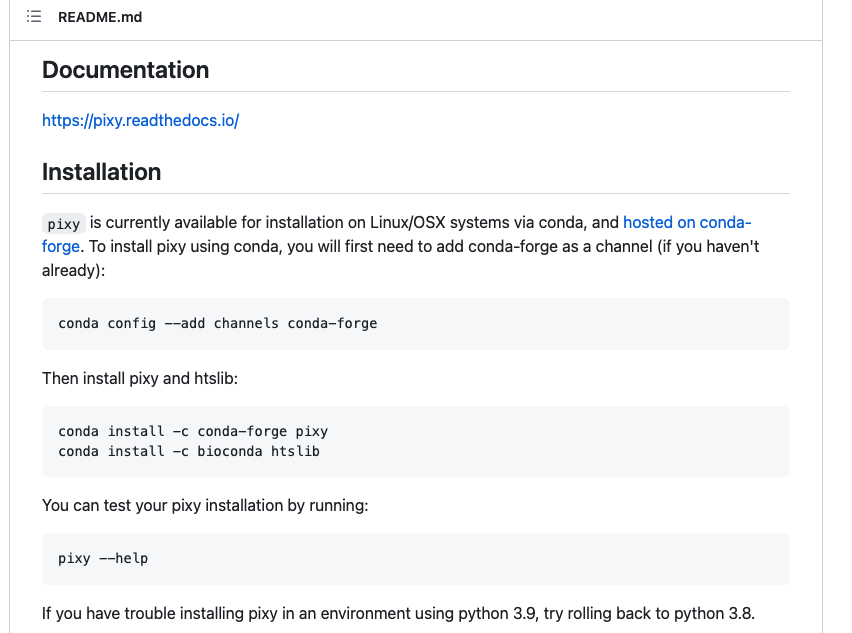 README.md
Documentation
https://pixy.readthedocs.io/
Installation
pixy is currently available for installation on Linux/OSX systems via conda, and hosted on conda-
forge. To install pixy using conda, you will first need to add conda-forge as a channel (if you haven't
already):
conda config --add channels conda-forge
Then install pixy and htslib:
conda install -c conda-forge pixy
conda install -c bioconda htslib
You can test your pixy installation by running:
pixy --help
If you have trouble installing pixy in an environment using python 3.9, try rolling back to python 3.8.